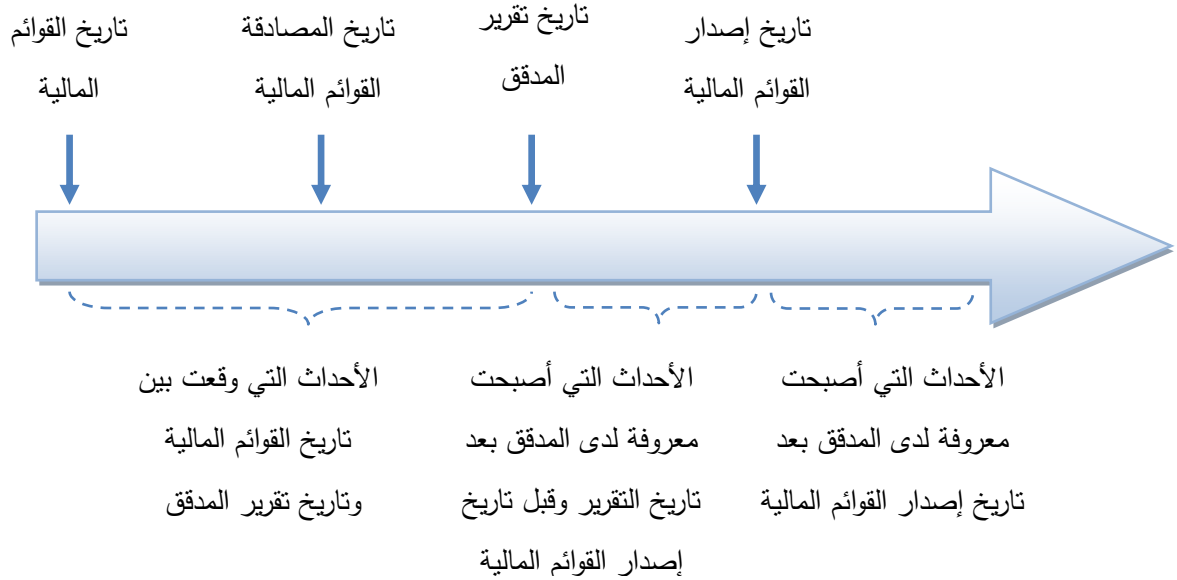 تاريخ القوائم
المالية
تاريخ المصادقة
القوائم المالية
تاريخ تقرير
المدقق
تاريخ إصدار
القوائم المالية
الأحداث التي وقعت بين
تاريخ القوائم المالية
وتاريخ تقرير المدقق
الأحداث التي أصبحت
معروفة لدى المدقق بعد
تاريخ التقرير وقبل تاريخ
إصدار القوائم المالية
الأحداث التي أصبحت
معروفة لدى المدقق بعد
تاريخ إصدار القوائم المالية